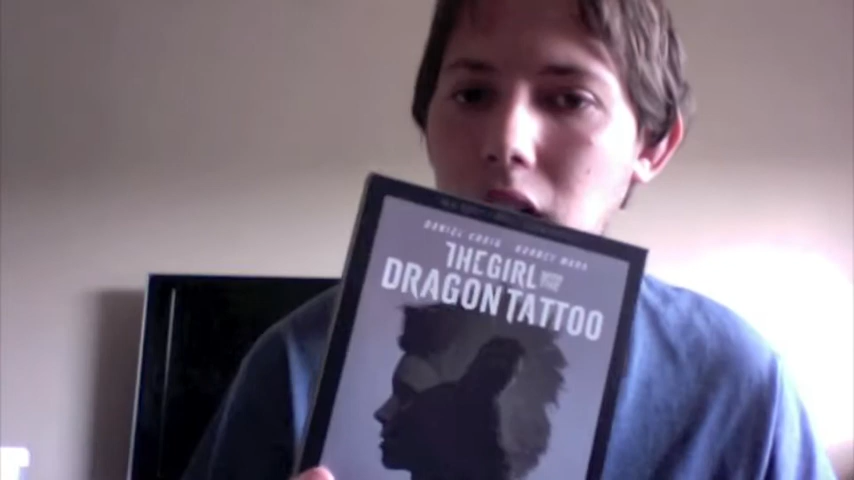 DANIEL CRAIG ROONEY MARA
THE GIRL WITH THE
DRAGON TATTOO